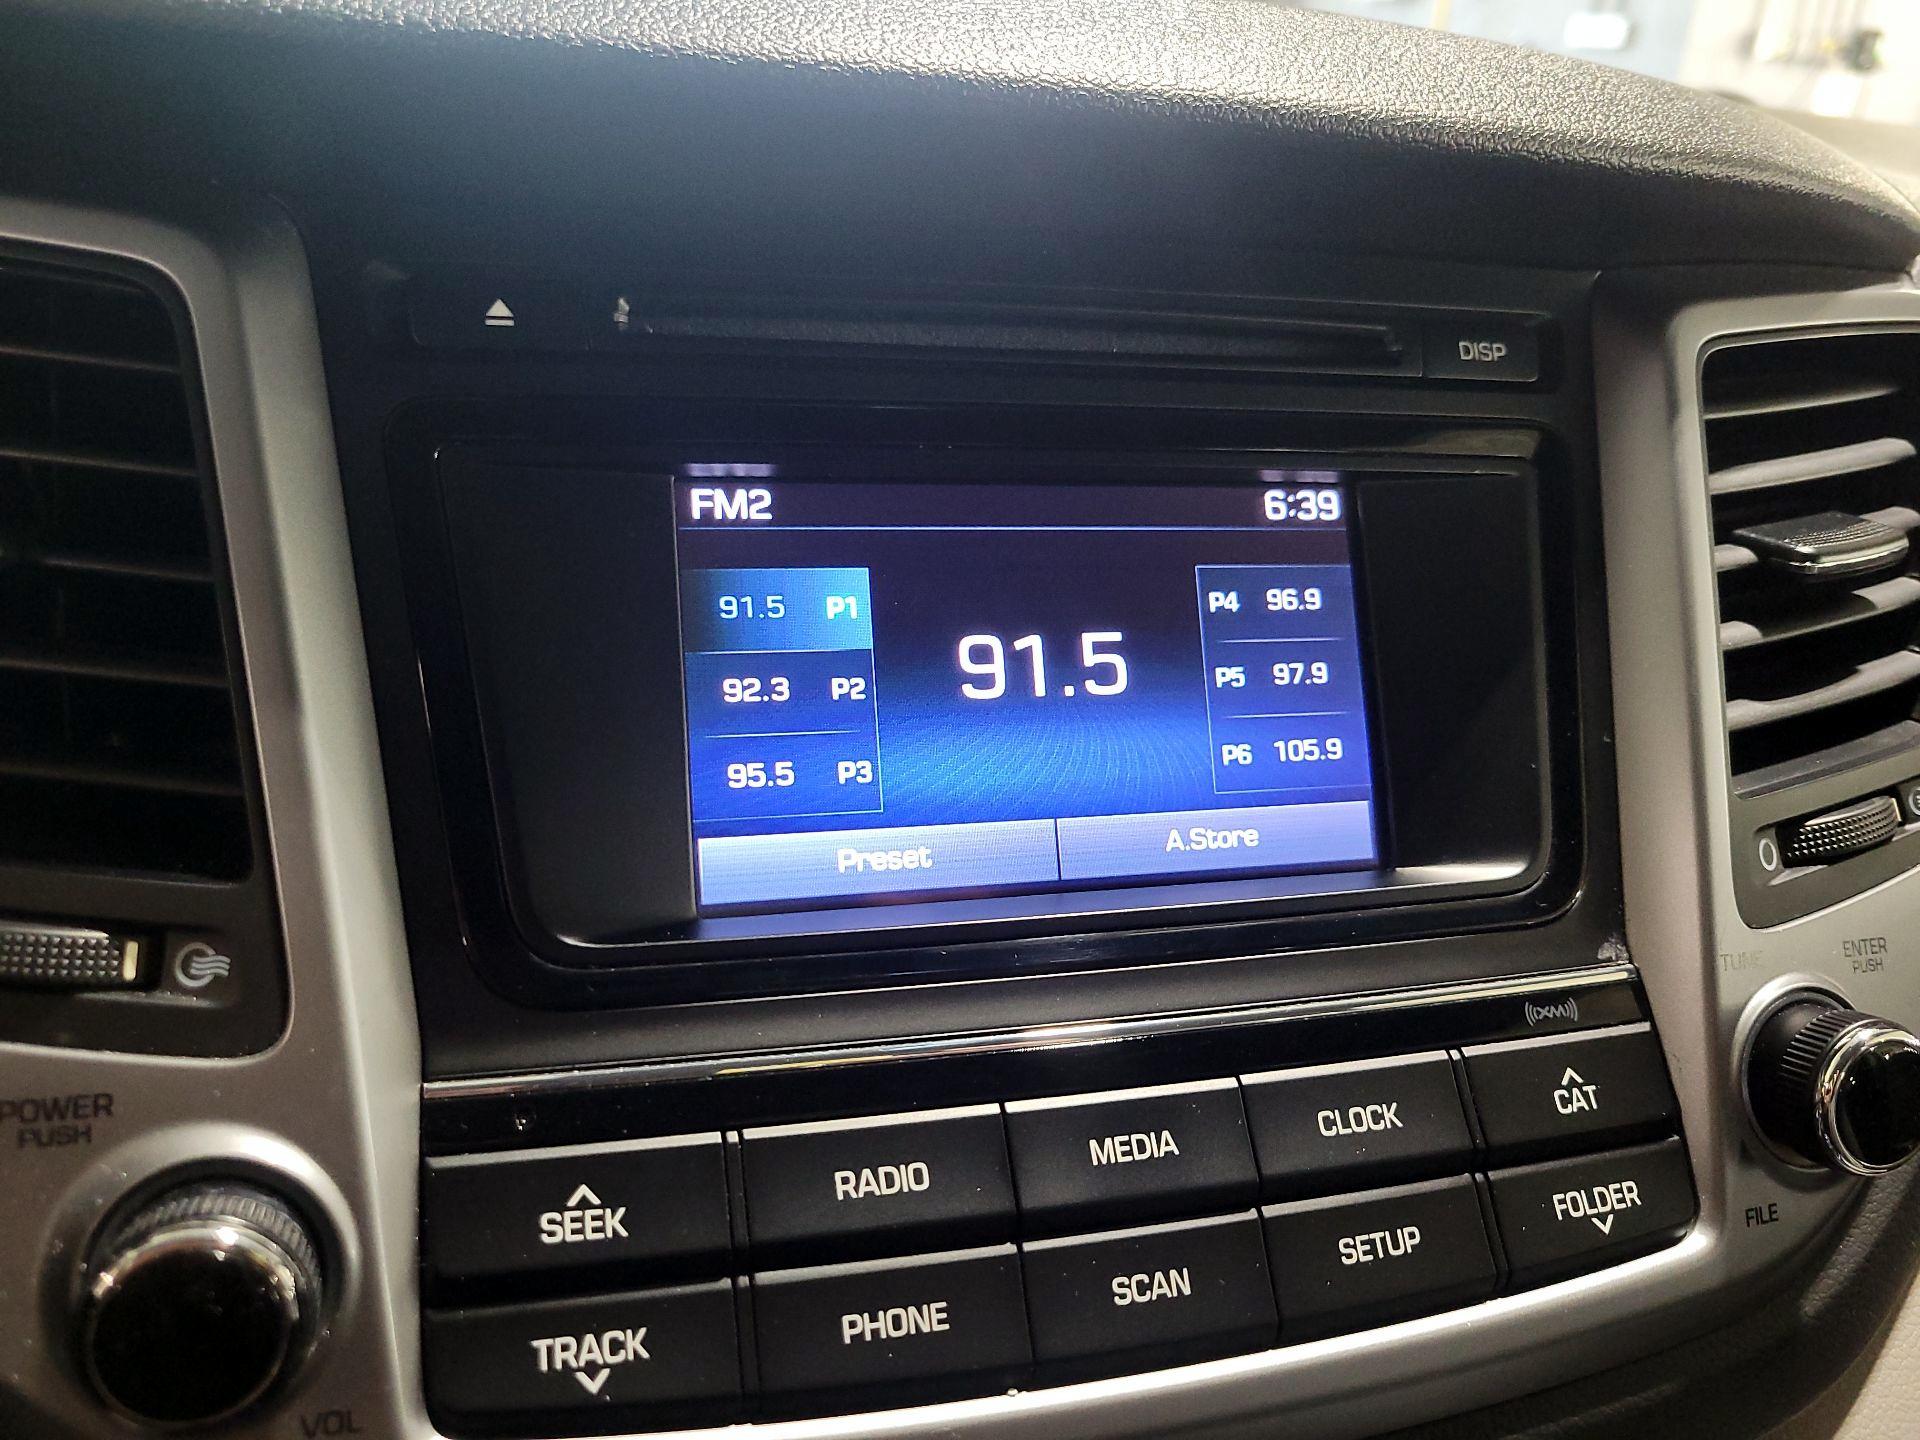 DISP
FM2 6:39
91.5 P1
92.3 P2
95.5 P3
91.5
P4 96.9
P5 97.9
P6 105.9
Preset A.Store
TUNE
ENTER
PUSH
((XM))
POWER
PUSH
VOL
SEEK
RADIO
MEDIA
CLOCK
CAT
TRACK
PHONE
SCAN
SETUP
FOLDER
FILE